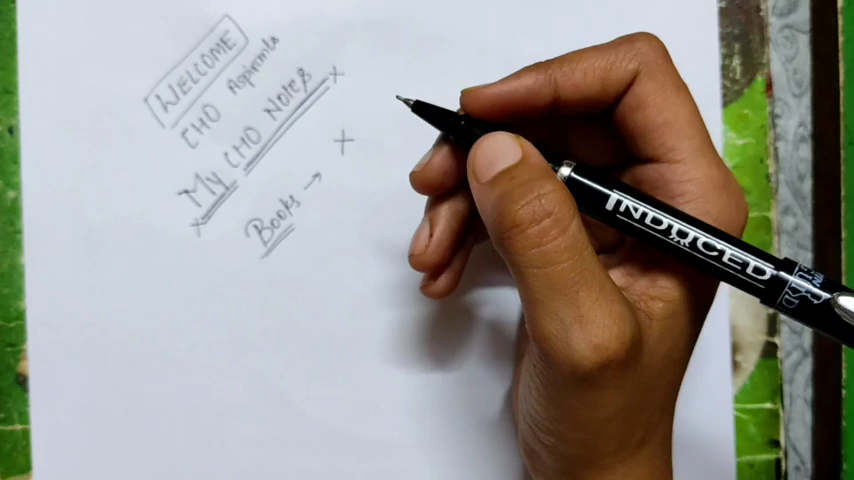 WELCOME
CHO Aspirants
x My CHO Notes x
x
Books →
INDUCED